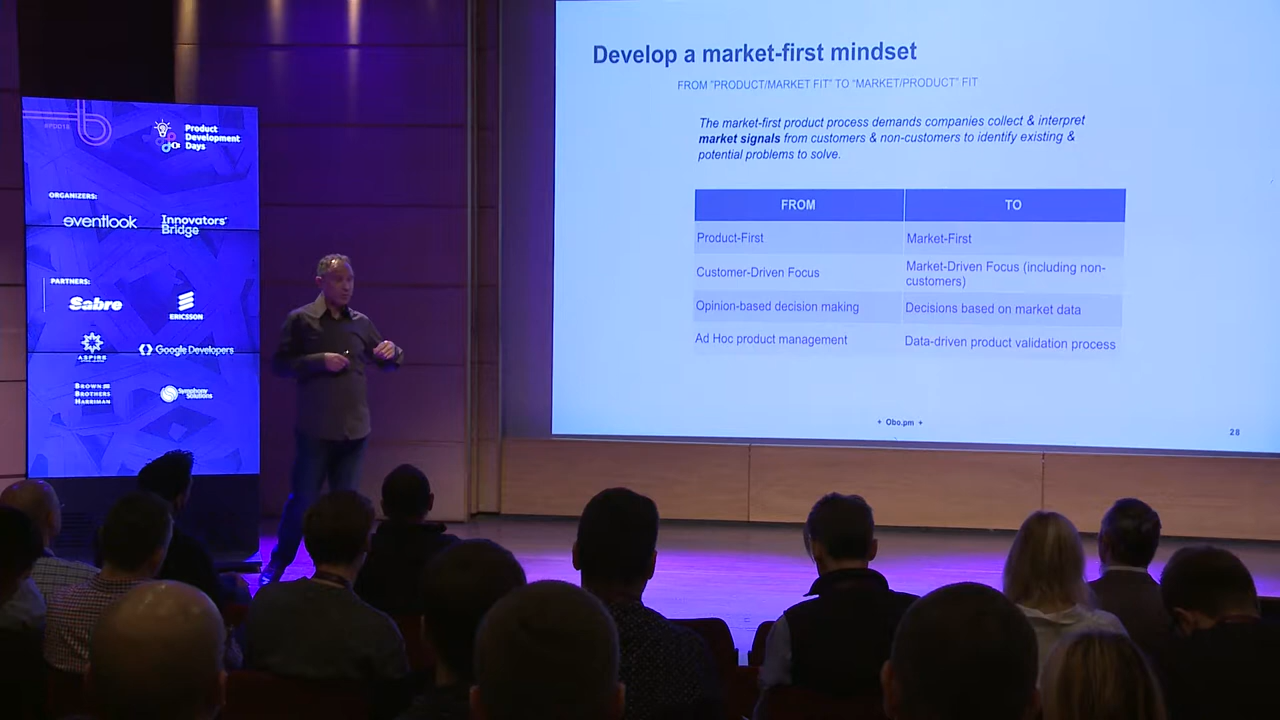 #PDD18
Product
Development
Days
ORGANIZERS:
eventlook
Innovators'
Bridge
PARTNERS:
Sabre
ERICSSON
ASPIRE
Google Developers
BROWN
BROTHERS
HARRIMAN
Symphony
Solutions
Develop a market-first mindset
FROM "PRODUCT/MARKET FIT" TO "MARKET/PRODUCT" FIT
The market-first product process demands companies collect & interpret
market signals from customers & non-customers to identify existing &
potential problems to solve.
FROM TO
Product-First Market-First
Customer-Driven Focus Market-Driven Focus (including non-
customers)
Opinion-based decision making Decisions based on market data
Ad Hoc product management Data-driven product validation process
+ Obo.pm +
28